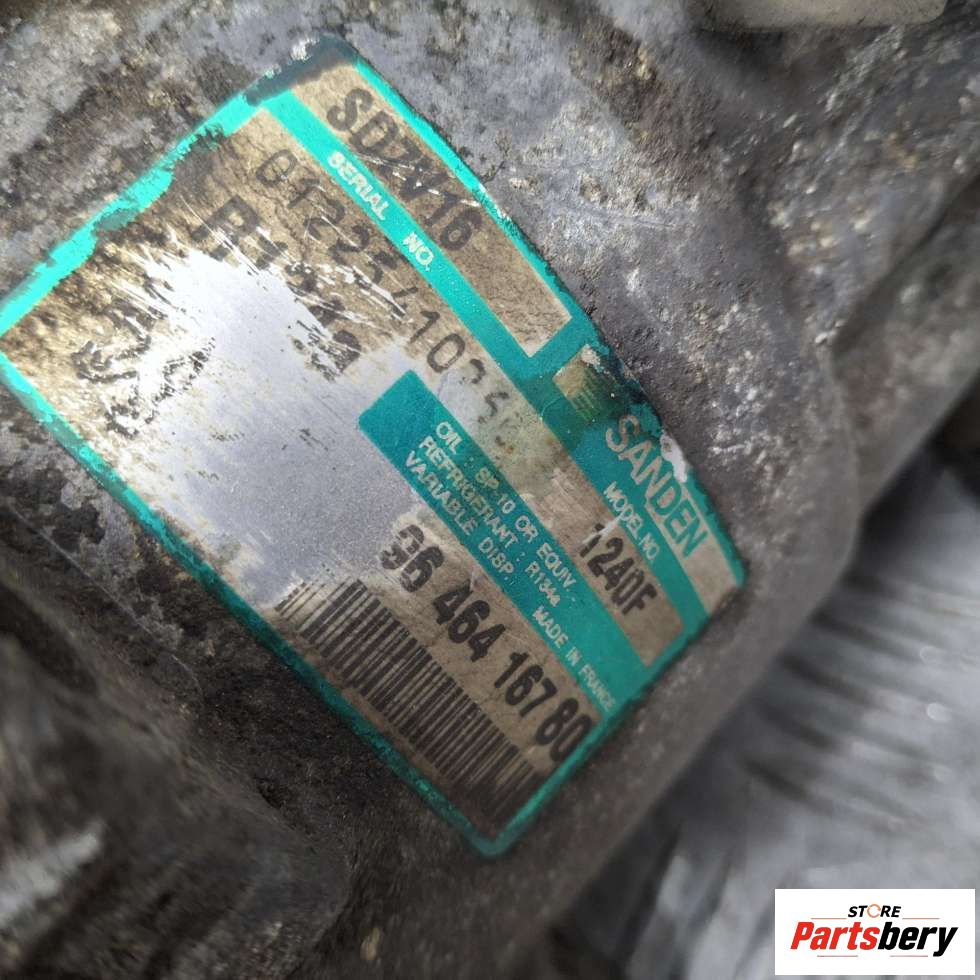 SANDEN
SD7V16
MODEL NO.
1240F
SERIAL NO.
OIL : SP-10 OR EQUIV.
REFRIGERANT : R134a
VARIABLE DISP. MADE IN FRANCE
96 464 167 80
STORE
Partsbery